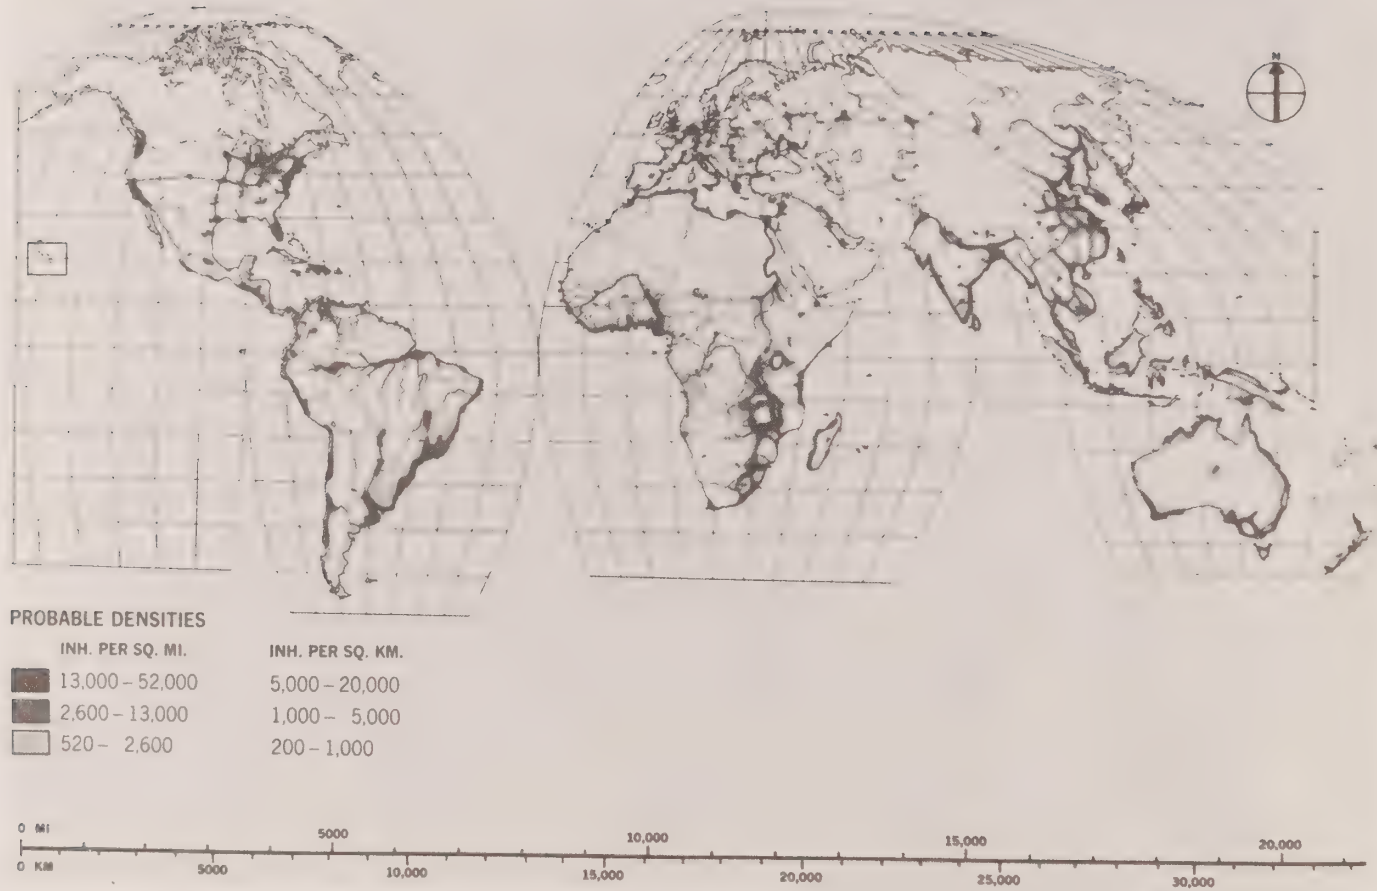 N
PROBABLE DENSITIES
INH. PER SQ. MI. INH. PER SQ. KM.
13,000 – 52,000 5,000 – 20,000
2,600 – 13,000 1,000 – 5,000
520 – 2,600 200 – 1,000
0 MI 5000 10,000 15,000 20,000
0 KM 5000 10,000 15,000 20,000 25,000 30,000